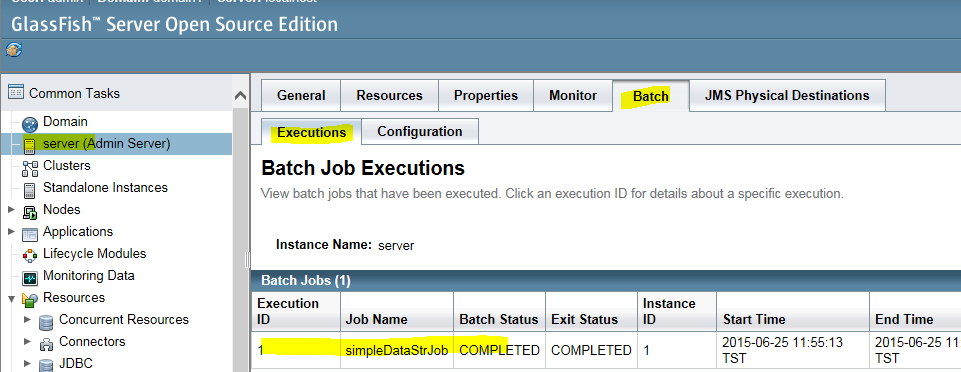 GlassFish™ Server Open Source Edition
Common Tasks
Domain
server (Admin Server)
Clusters
Standalone Instances
Nodes
Applications
Lifecycle Modules
Monitoring Data
Resources
Concurrent Resources
Connectors
JDBC
General Resources Properties Monitor Batch JMS Physical Destinations
Executions Configuration
Batch Job Executions
View batch jobs that have been executed. Click an execution ID for details about a specific execution.
Instance Name: server
Batch Jobs (1)
Execution ID Job Name Batch Status Exit Status Instance ID Start Time End Time
1 simpleDataStrJob COMPLETED COMPLETED 1 2015-06-25 11:55:13 TST 2015-06-25 11:55 TST